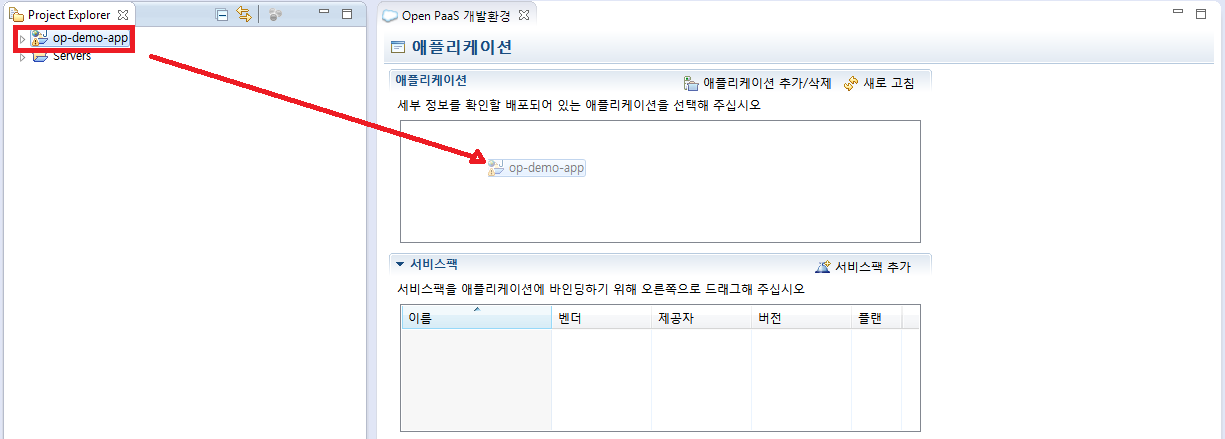 Project Explorer
op-demo-app
Servers
Open PaaS 개발환경
애플리케이션
애플리케이션
애플리케이션 추가/삭제
새로 고침
세부 정보를 확인할 배포되어 있는 애플리케이션을 선택해 주십시오
op-demo-app
서비스팩
서비스팩 추가
서비스팩을 애플리케이션에 바인딩하기 위해 오른쪽으로 드래그해 주십시오
이름 벤더 제공자 버전 플랜